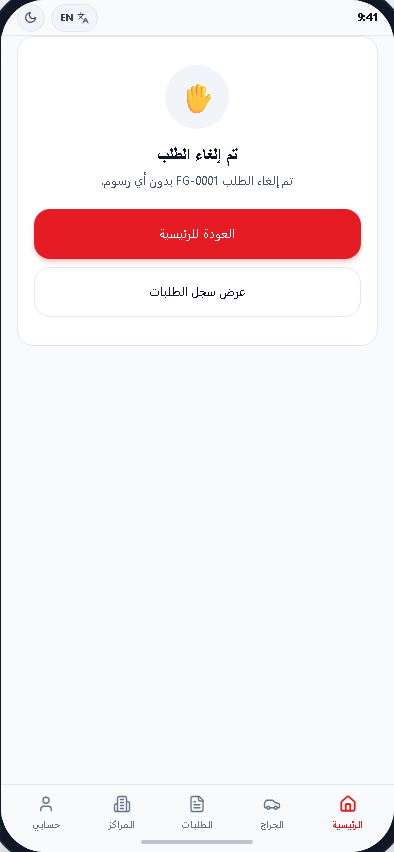 9:41
EN
تم إلغاء الطلب
تم إلغاء الطلب FG-0001 بدون أي رسوم.
العودة للرئيسية
عرض سجل الطلبات
الرئيسية
الجراج
الطلبات
المراكز
حسابي